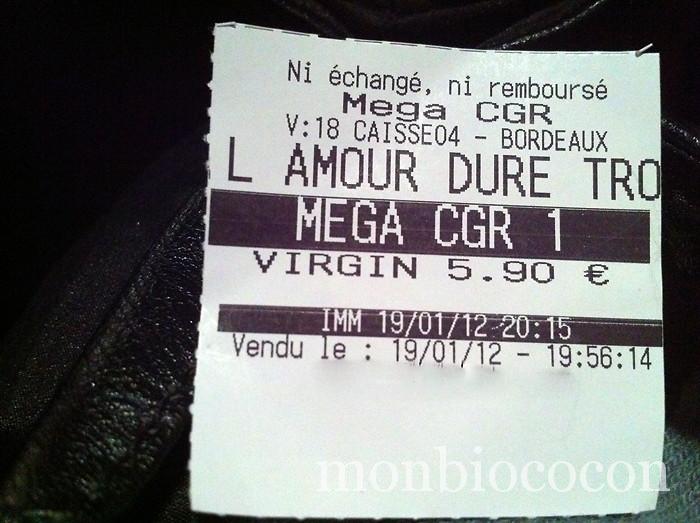 Ni échangé, ni remboursé
Mega CGR
V:18 CAISSE04 - BORDEAUX
L AMOUR DURE TRO
MEGA CGR 1
VIRGIN 5.90 €
IMM 19/01/12 20:15
Vendu le : 19/01/12 - 19:56:14
monbiococon